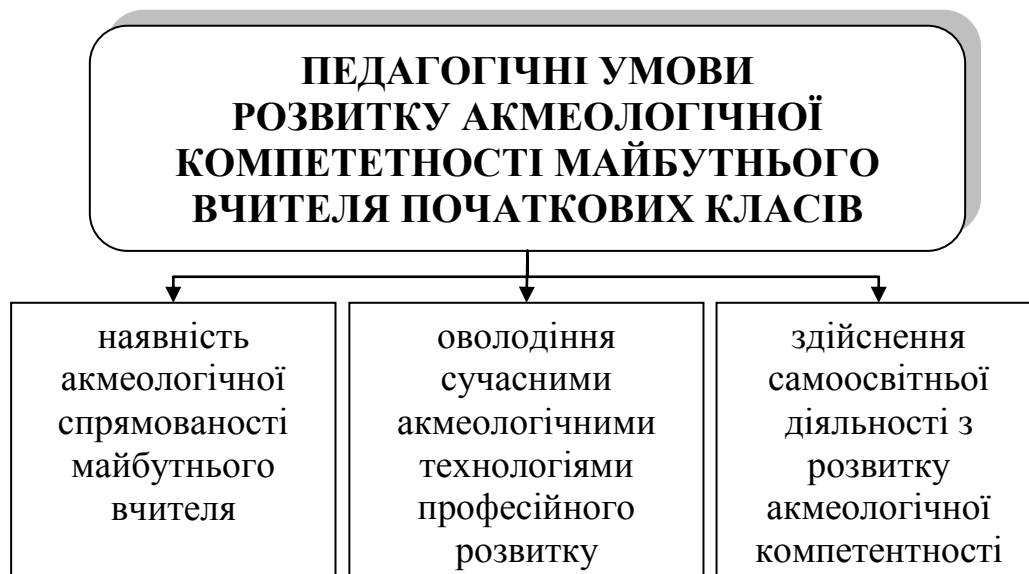 ПЕДАГОГІЧНІ УМОВИ
РОЗВИТКУ АКМЕОЛОГІЧНОЇ
КОМПЕТЕТНОСТІ МАЙБУТНЬОГО
ВЧИТЕЛЯ ПОЧАТКОВИХ КЛАСІВ
наявність
акмеологічної
спрямованості
майбутнього
вчителя
оволодіння
сучасними
акмеологічними
технологіями
професійного
розвитку
здійснення
самоосвітньої
діяльності з
розвитку
акмеологічної
компетентності